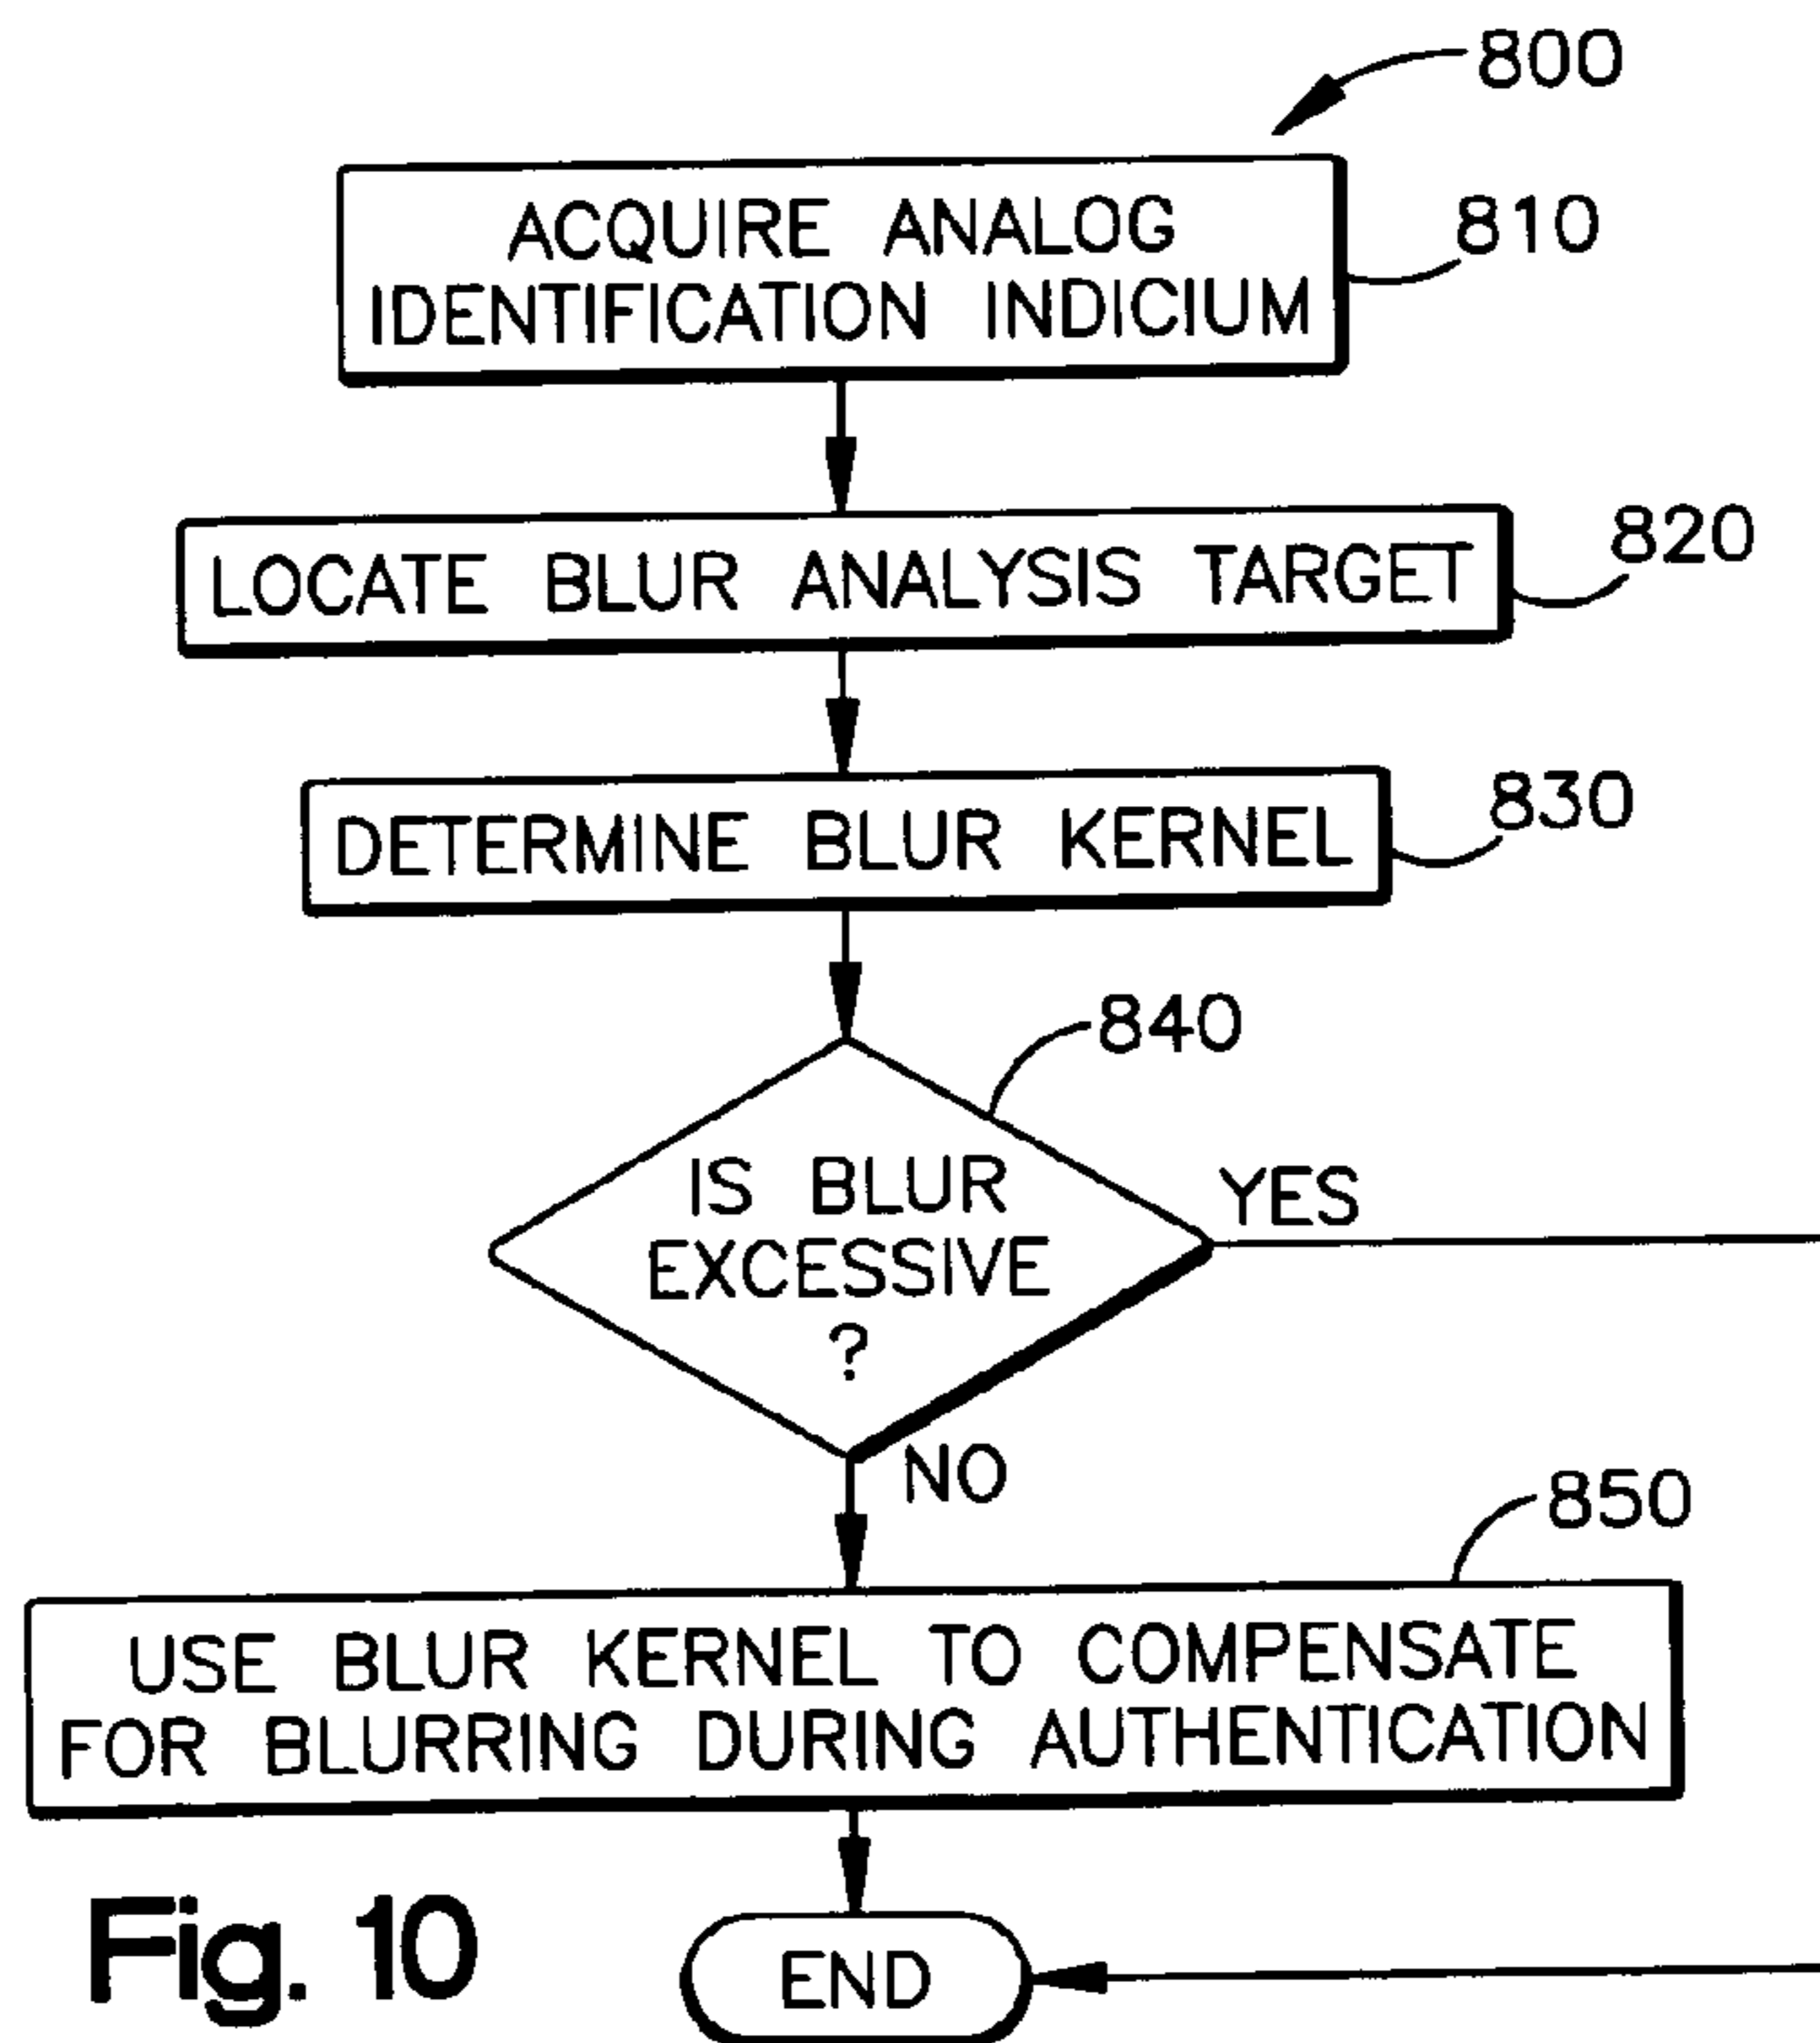 800
ACQUIRE ANALOG
IDENTIFICATION INDICIUM
810
LOCATE BLUR ANALYSIS TARGET
820
DETERMINE BLUR KERNEL
830
840
IS BLUR
EXCESSIVE
?
YES
NO
850
USE BLUR KERNEL TO COMPENSATE
FOR BLURRING DURING AUTHENTICATION
END
Fig. 10